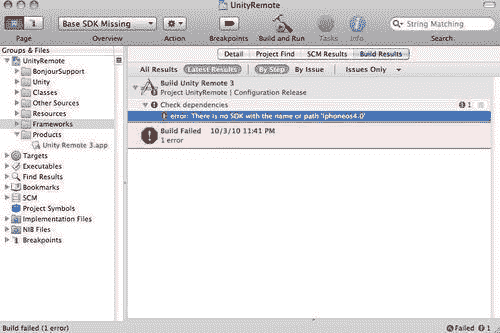 UnityRemote
Base SDK Missing
String Matching
Page
Overview
Action
Breakpoints
Build and Run
Tasks
Info
Search
Groups & Files
UnityRemote
BonjourSupport
Unity
Classes
Other Sources
Resources
Frameworks
Products
Unity Remote 3.app
Targets
Executables
Find Results
Bookmarks
SCM
Project Symbols
Implementation Files
NIB Files
Breakpoints
Detail
Project Find
SCM Results
Build Results
All Results
Latest Results
By Step
By Issue
Issues Only
Build Unity Remote 3
Project UnityRemote | Configuration Release
Check dependencies
1
error: There is no SDK with the name or path 'iphoneos4.0'
Build Failed 10/3/10 11:41 PM
1 error
Build failed (1 error)
Failed
1